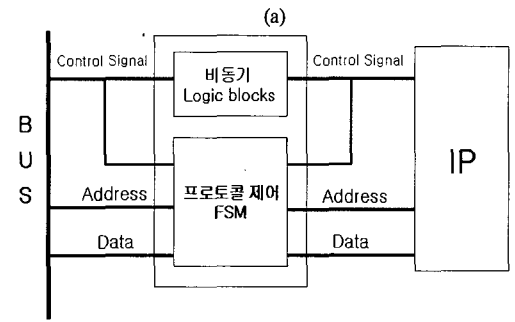 (a)
Control Signal
비동기
Logic blocks
Control Signal
B
U
S
IP
Address
프로토콜 제어
FSM
Address
Data
Data